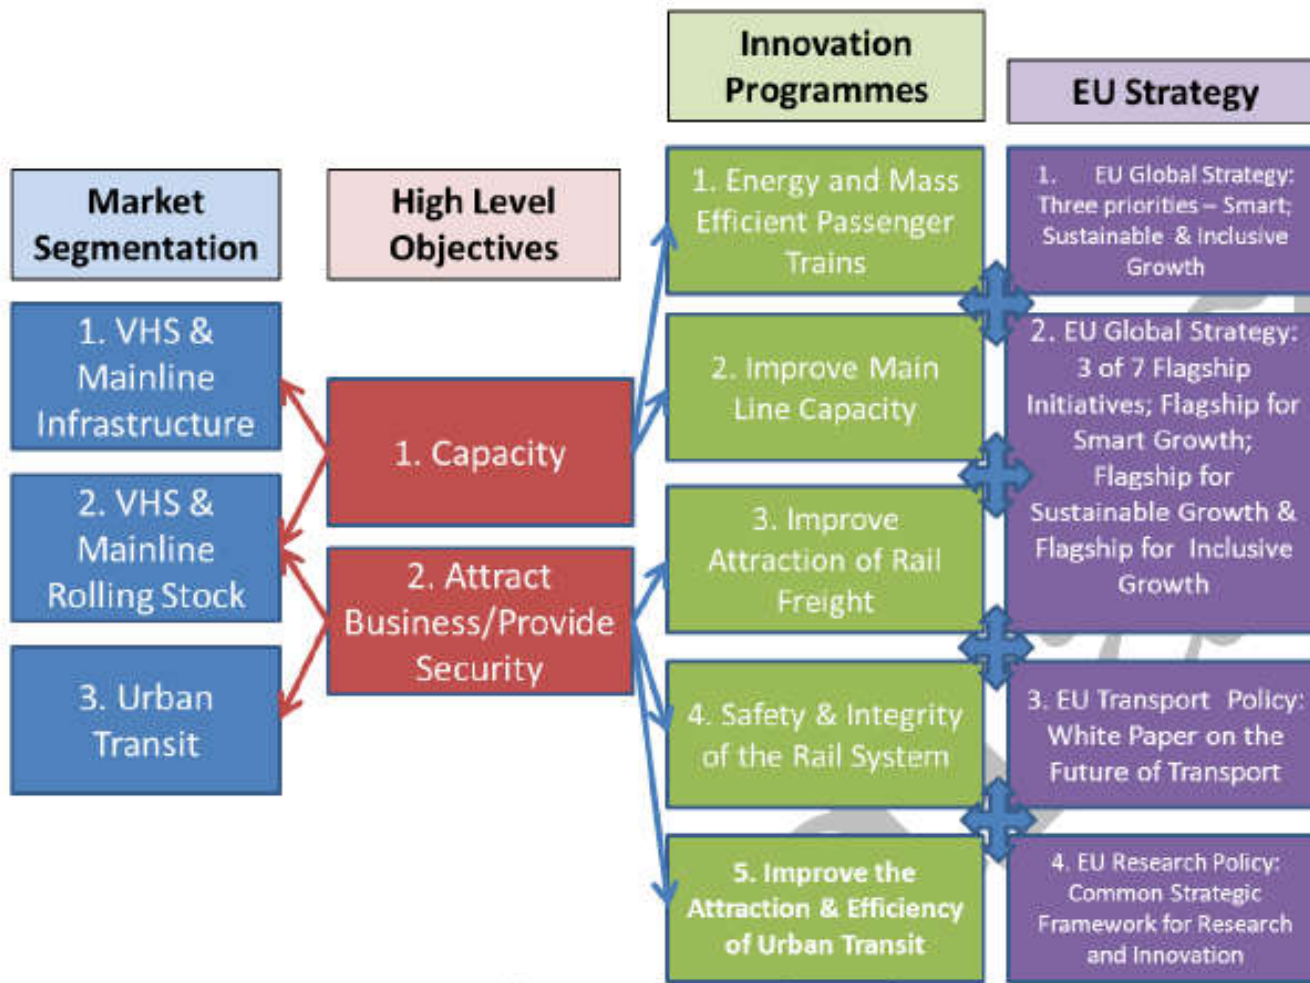 Market
Segmentation
1. VHS &
Mainline
Infrastructure
2. VHS &
Mainline
Rolling Stock
3. Urban
Transit
High Level
Objectives
1. Capacity
2. Attract
Business/Provide
Security
Innovation
Programmes
1. Energy and Mass
Efficient Passenger
Trains
2. Improve Main
Line Capacity
3. Improve
Attraction of Rail
Freight
4. Safety & Integrity
of the Rail System
5. Improve the
Attraction & Efficiency
of Urban Transit
EU Strategy
1. EU Global Strategy:
Three priorities – Smart;
Sustainable & Inclusive
Growth
2. EU Global Strategy:
3 of 7 Flagship
Initiatives; Flagship for
Smart Growth;
Flagship for
Sustainable Growth &
Flagship for Inclusive
Growth
3. EU Transport Policy:
White Paper on the
Future of Transport
4. EU Research Policy:
Common Strategic
Framework for Research
and Innovation